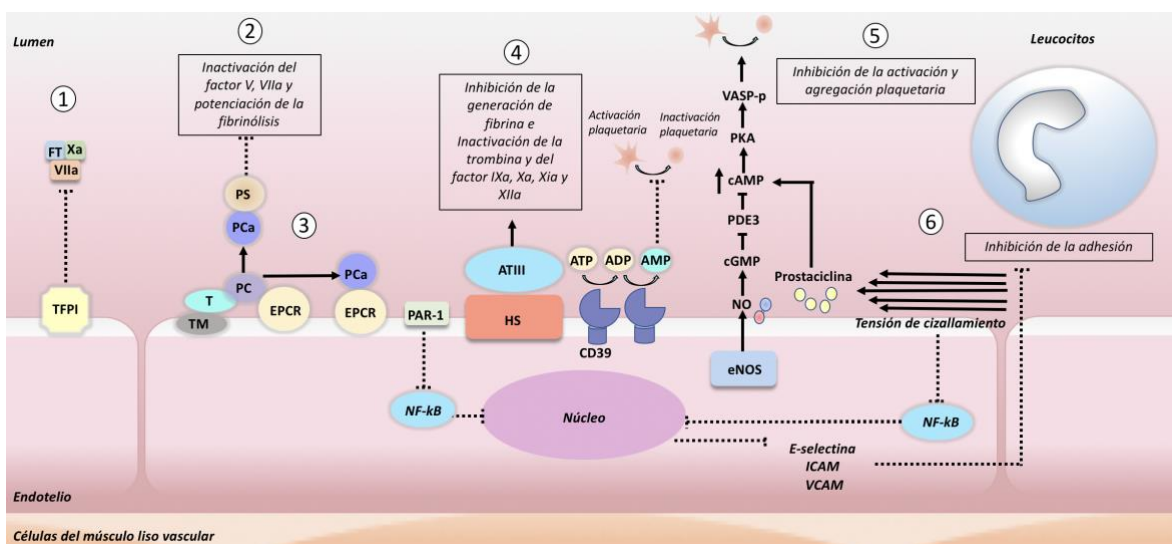 Lumen
1
FT
Xa
VIIa
TFPI
2
Inactivación del
factor V, VIIa y
potenciación de la
fibrinólisis
PS
PCa
3
PC
PCa
T
TM
EPCR
EPCR
PAR-1
NF-kB
4
Inhibición de la
generación de
fibrina e
Inactivación de la
trombina y del
factor IXa, Xa, Xia y
XIIa
ATIII
HS
Activación
plaquetaria
Inactivación
plaquetaria
ATP
ADP
AMP
CD39
Núcleo
VASP-p
PKA
cAMP
PDE3
cGMP
NO
eNOS
5
Inhibición de la activación y
agregación plaquetaria
Prostaciclina
6
Leucocitos
Inhibición de la adhesión
Tensión de cizallamiento
NF-kB
E-selectina
ICAM
VCAM
Endotelio
Células del músculo liso vascular